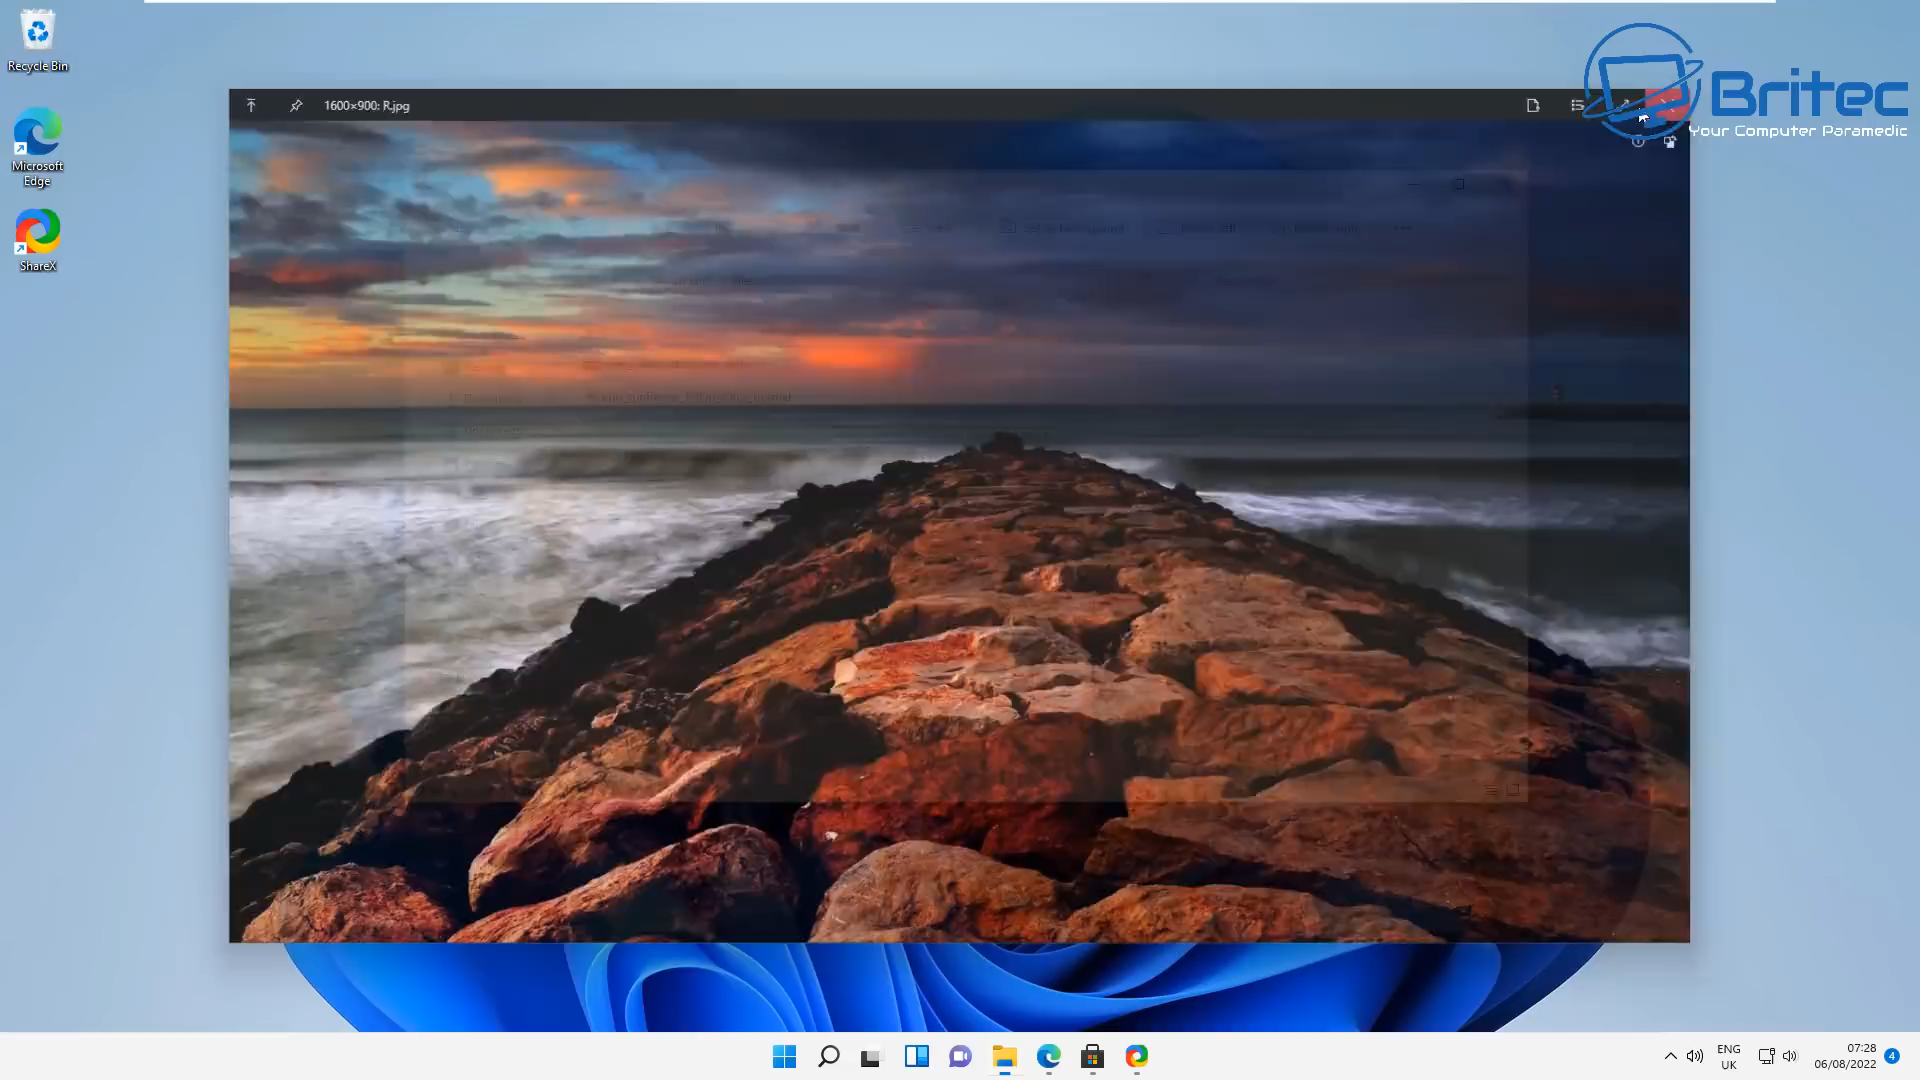 Recycle Bin
1600×900: R.jpg
Britec
Your Computer Paramedic
Microsoft
Edge
ShareX
ENG
UK
07:28
06/08/2022
4